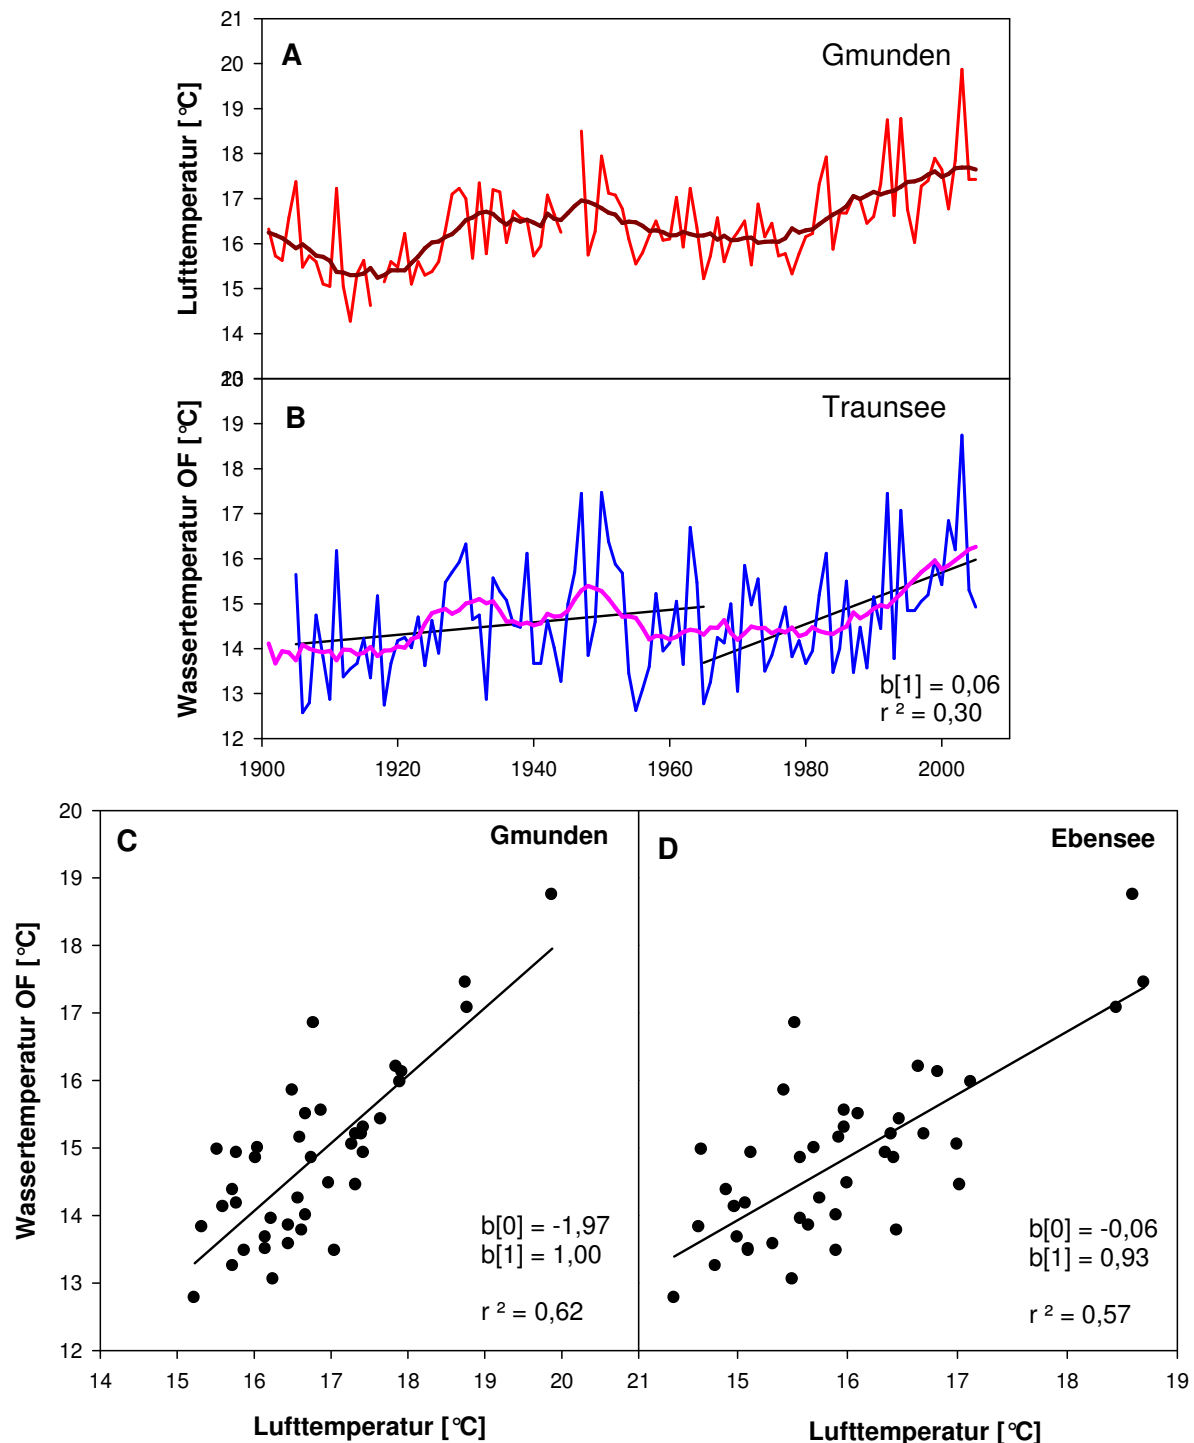 21
A
Gmunden
20
19
18
17
16
15
14
13
Lufttemperatur [°C]
20
B
Traunsee
19
18
17
16
15
14
13
12
Wassertemperatur OF [°C]
b[1] = 0,06
r ² = 0,30
1900 1920 1940 1960 1980 2000
20
C
Gmunden
D
Ebensee
19
18
17
16
15
14
13
12
Wassertemperatur OF [°C]
b[0] = -1,97
b[1] = 1,00
r ² = 0,62
b[0] = -0,06
b[1] = 0,93
r ² = 0,57
14 15 16 17 18 19 20 21 15 16 17 18 19
Lufttemperatur [°C]
Lufttemperatur [°C]